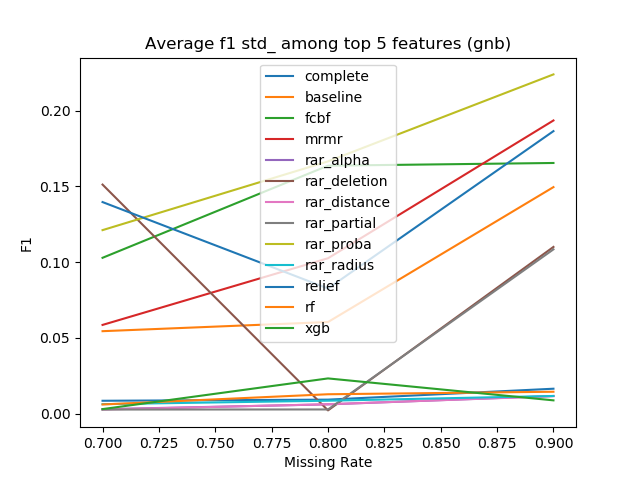 Average f1 std_ among top 5 features (gnb)
F1
0.20
0.15
0.10
0.05
0.00
complete
baseline
fcbf
mrmr
rar_alpha
rar_deletion
rar_distance
rar_partial
rar_proba
rar_radius
relief
rf
xgb
0.700 0.725 0.750 0.775 0.800 0.825 0.850 0.875 0.900
Missing Rate